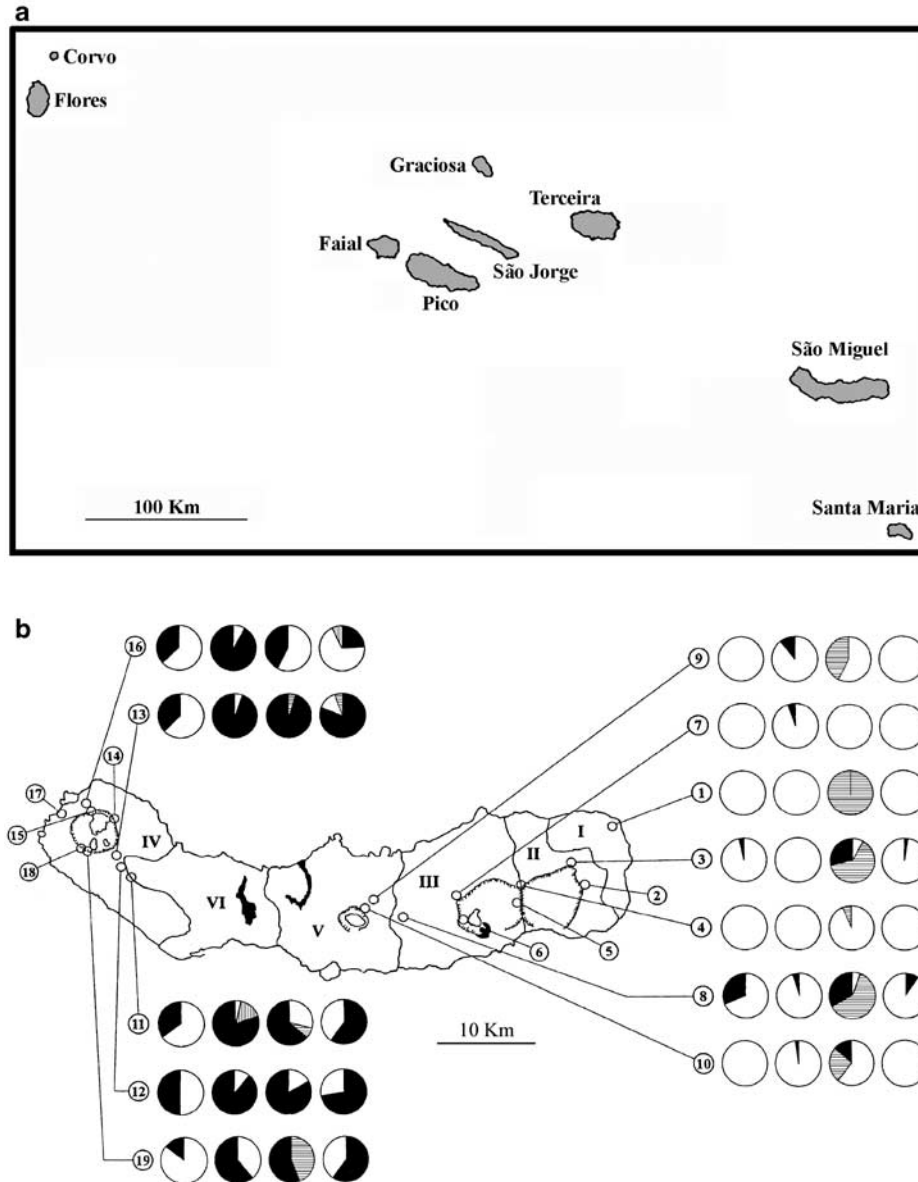 a
Corvo
Flores
Graciosa
Terceira
Faial
São Jorge
Pico
São Miguel
Santa Maria
100 Km
b
16
9
13
7
14
17
1
15
IV
I
II
3
18
III
2
VI
4
V
6
5
8
11
10 Km
10
12
19